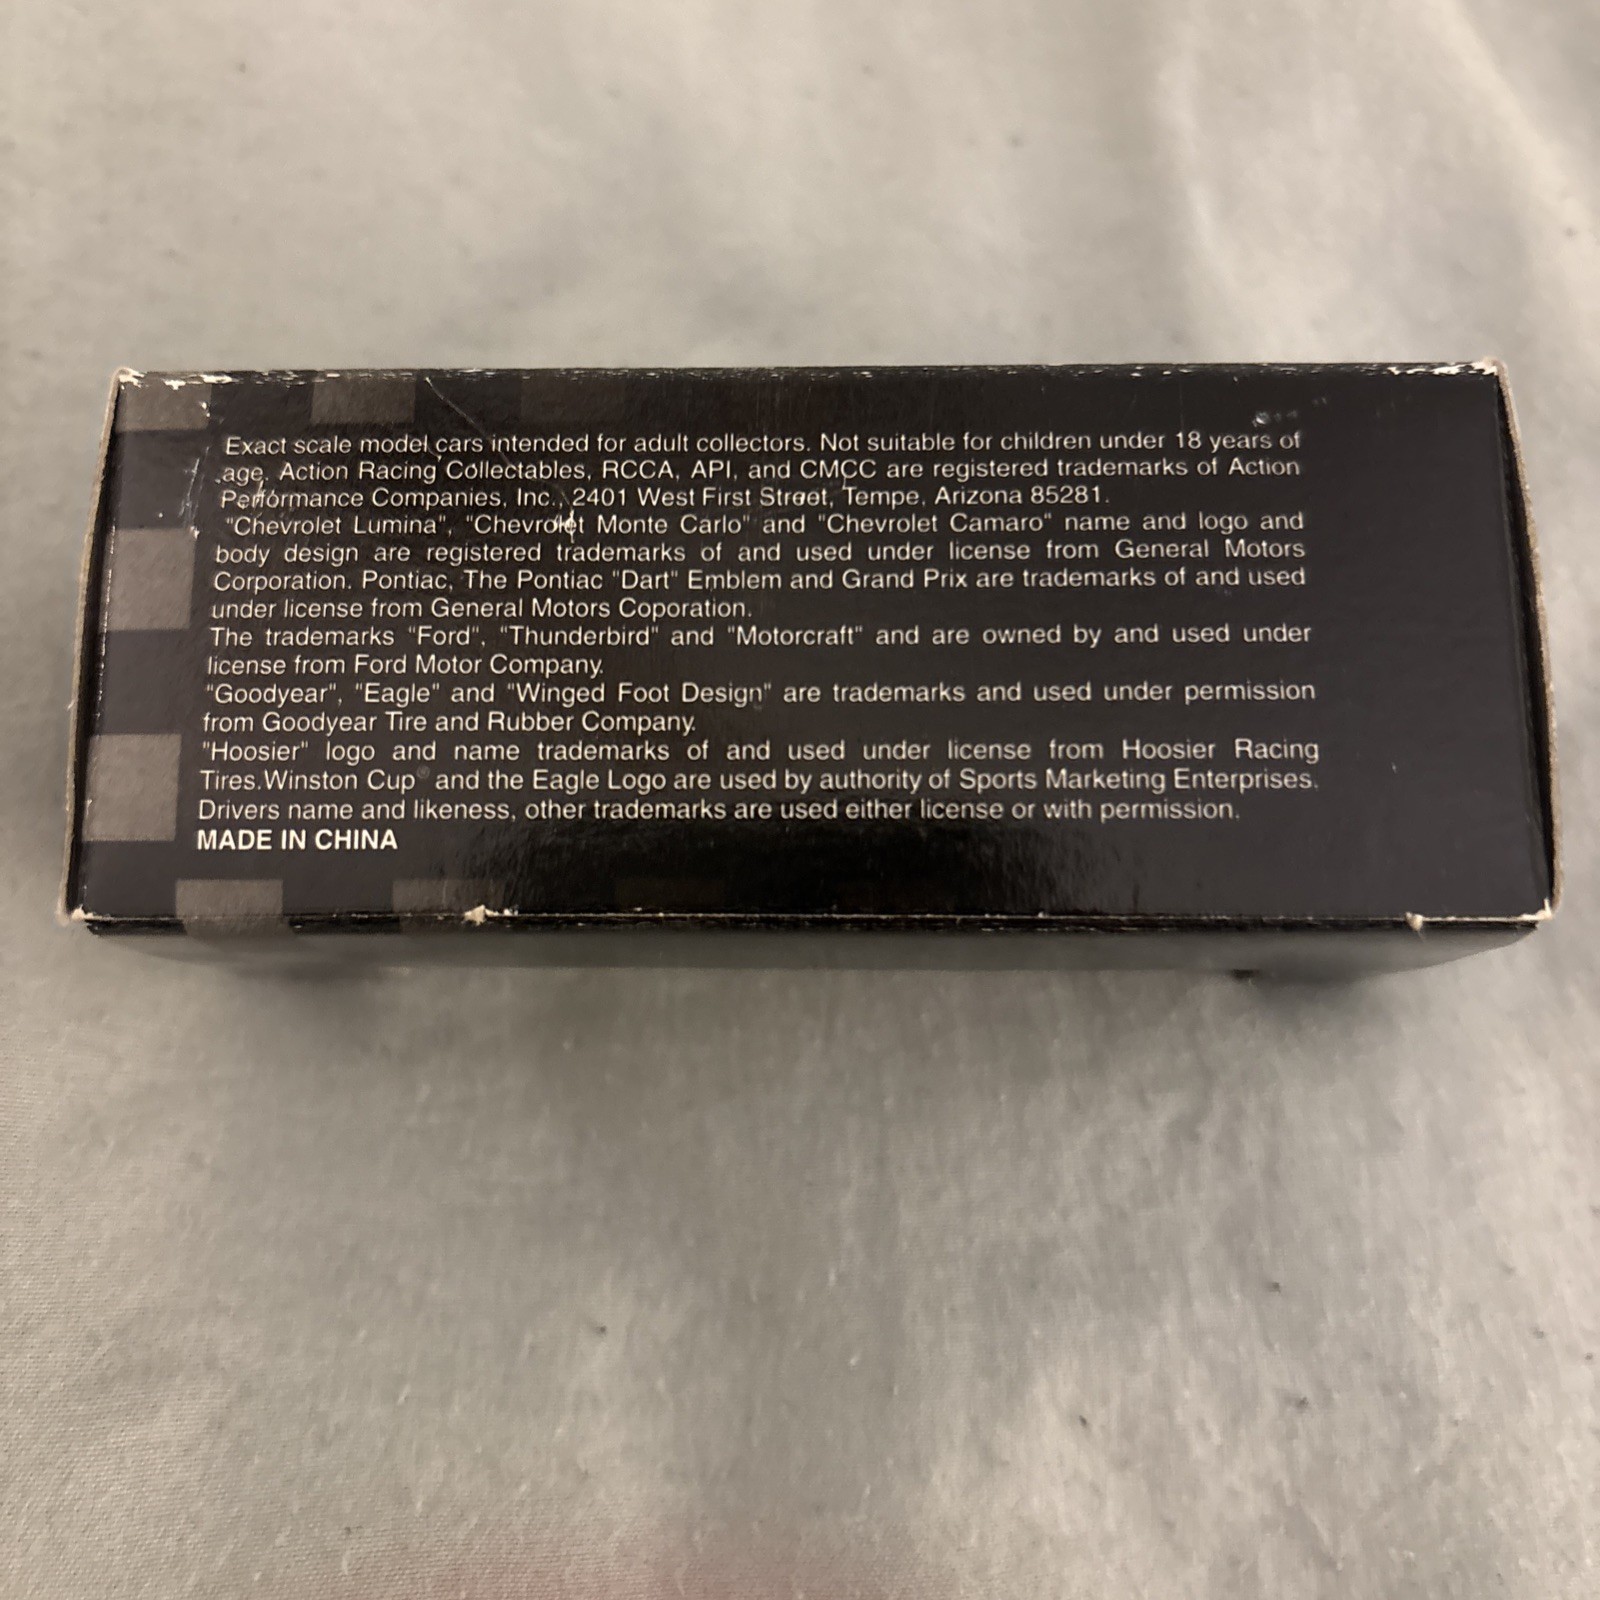 Exact scale model cars intended for adult collectors. Not suitable for children under 18 years of
age. Action Racing Collectables, RCCA, API, and CMCC are registered trademarks of Action
Performance Companies, Inc., 2401 West First Street, Tempe, Arizona 85281.
"Chevrolet Lumina", "Chevrolet Monte Carlo" and "Chevrolet Camaro" name and logo and
body design are registered trademarks of and used under license from General Motors
Corporation. Pontiac, The Pontiac "Dart" Emblem and Grand Prix are trademarks of and used
under license from General Motors Coporation.
The trademarks "Ford", "Thunderbird" and "Motorcraft" and are owned by and used under
license from Ford Motor Company.
"Goodyear", "Eagle" and "Winged Foot Design" are trademarks and used under permission
from Goodyear Tire and Rubber Company.
"Hoosier" logo and name trademarks of and used under license from Hoosier Racing
Tires.Winston Cup® and the Eagle Logo are used by authority of Sports Marketing Enterprises.
Drivers name and likeness, other trademarks are used either license or with permission.
MADE IN CHINA